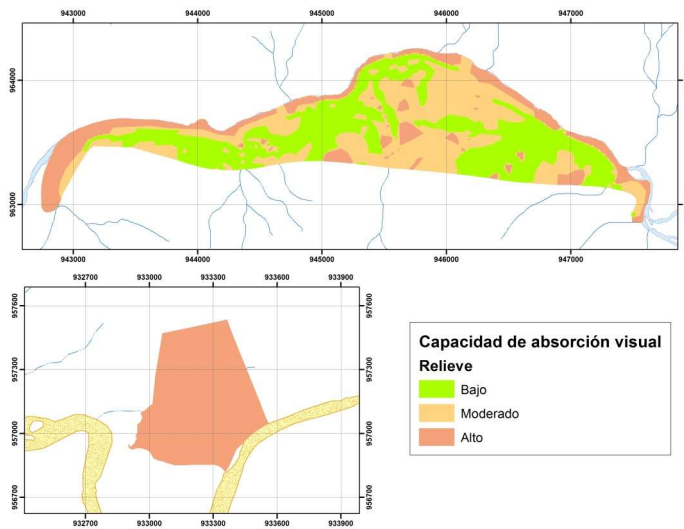 943000 944000 945000 946000 947000
964000 964000
963000 963000
943000 944000 945000 946000 947000
932700 933000 933300 933600 933900
957600 957600
957300 957300
957000 957000
956700 956700
932700 933000 933300 933600 933900
Capacidad de absorción visual
Relieve
Bajo
Moderado
Alto